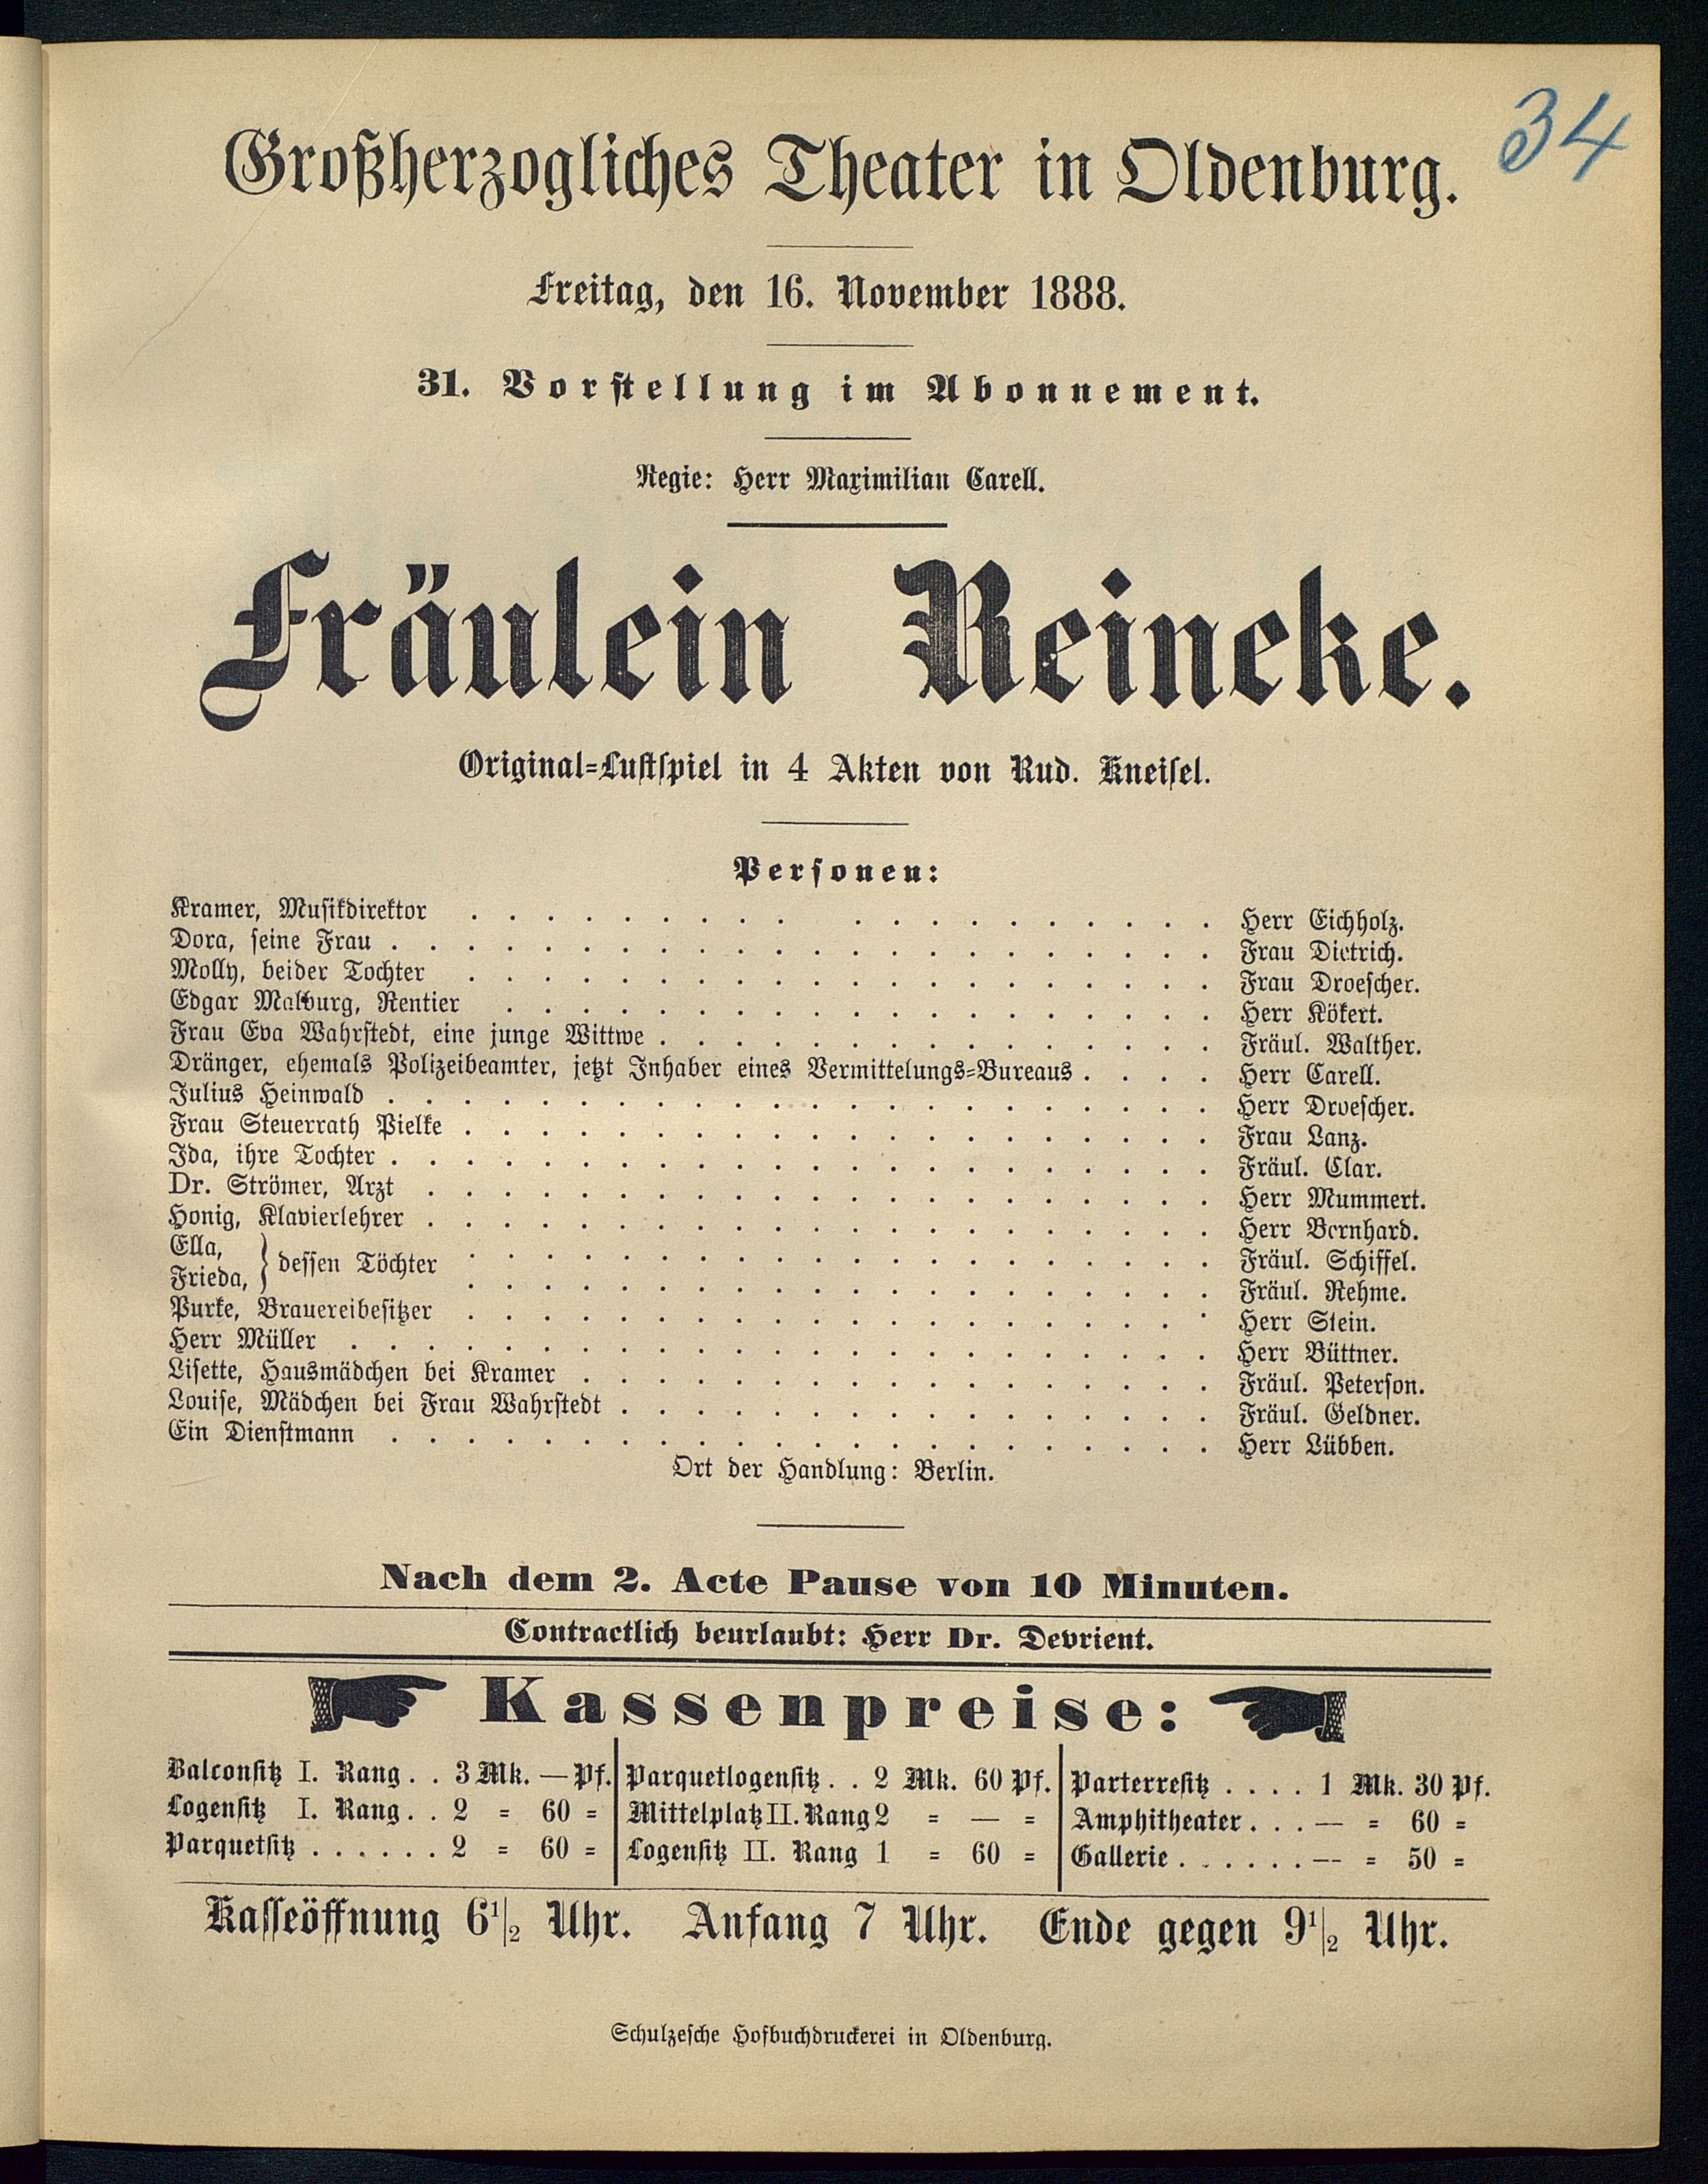 34
Großherzogliches Theater in Oldenburg.
Freitag, den 16. November 1888.
31. Vorstellung im Abonnement.
Regie: Herr Maximilian Carell.
Fräulein Reineke.
Original=Lustspiel in 4 Akten von Rud. Kneisel.
Personen:
Kramer, Musikdirektor . . . . . . . . . . . . . . . . . . . Herr Eichholz.
Dora, seine Frau . . . . . . . . . . . . . . . . . . . . . . Frau Dietrich.
Molly, beider Tochter . . . . . . . . . . . . . . . . . . . . Frau Droescher.
Edgar Malburg, Rentier . . . . . . . . . . . . . . . . . . . Herr Kökert.
Frau Eva Wahrstedt, eine junge Wittwe . . . . . . . . . . . . . . . Fräul. Walther.
Dränger, ehemals Polizeibeamter, jetzt Inhaber eines Vermittelungs=Bureaus . . . . Herr Carell.
Julius Heinwald . . . . . . . . . . . . . . . . . . . . . . Herr Droescher.
Frau Steuerrath Pielke . . . . . . . . . . . . . . . . . . . . Frau Lanz.
Ida, ihre Tochter . . . . . . . . . . . . . . . . . . . . . . Fräul. Clar.
Dr. Strömer, Arzt . . . . . . . . . . . . . . . . . . . . . Herr Mummert.
Honig, Klavierlehrer . . . . . . . . . . . . . . . . . . . . . Herr Bernhard.
Ella, } dessen Töchter . . . . . . . . . . . . . . . . . . . . Fräul. Schiffel.
Frieda, . . . . . . . . . . . . . . . . . . . . Fräul. Rehme.
Purke, Brauereibesitzer . . . . . . . . . . . . . . . . . . . . Herr Stein.
Herr Müller . . . . . . . . . . . . . . . . . . . . . . . Herr Büttner.
Lisette, Hausmädchen bei Kramer . . . . . . . . . . . . . . . . . Fräul. Peterson.
Louise, Mädchen bei Frau Wahrstedt . . . . . . . . . . . . . . . . Fräul. Geldner.
Ein Dienstmann . . . . . . . . . . . . . . . . . . . . . . Herr Lübben.
Ort der Handlung: Berlin.
Nach dem 2. Acte Pause von 10 Minuten.
Contractlich beurlaubt: Herr Dr. Devrient.
Kassenpreise:
Balconsitz I. Rang . . 3 Mk. — Pf.
Logensitz I. Rang . . 2 = 60 =
Parquetsitz . . . . . . 2 = 60 =
Parquetlogensitz . . 2 Mk. 60 Pf.
Mittelplatz II. Rang 2 = — =
Logensitz II. Rang 1 = 60 =
Parterresitz . . . . 1 Mk. 30 Pf.
Amphitheater . . . — = 60 =
Gallerie . . . . . . — = 50 =
Kasseöffnung 6 1/2 Uhr. Anfang 7 Uhr. Ende gegen 9 1/2 Uhr.
Schulzesche Hofbuchdruckerei in Oldenburg.